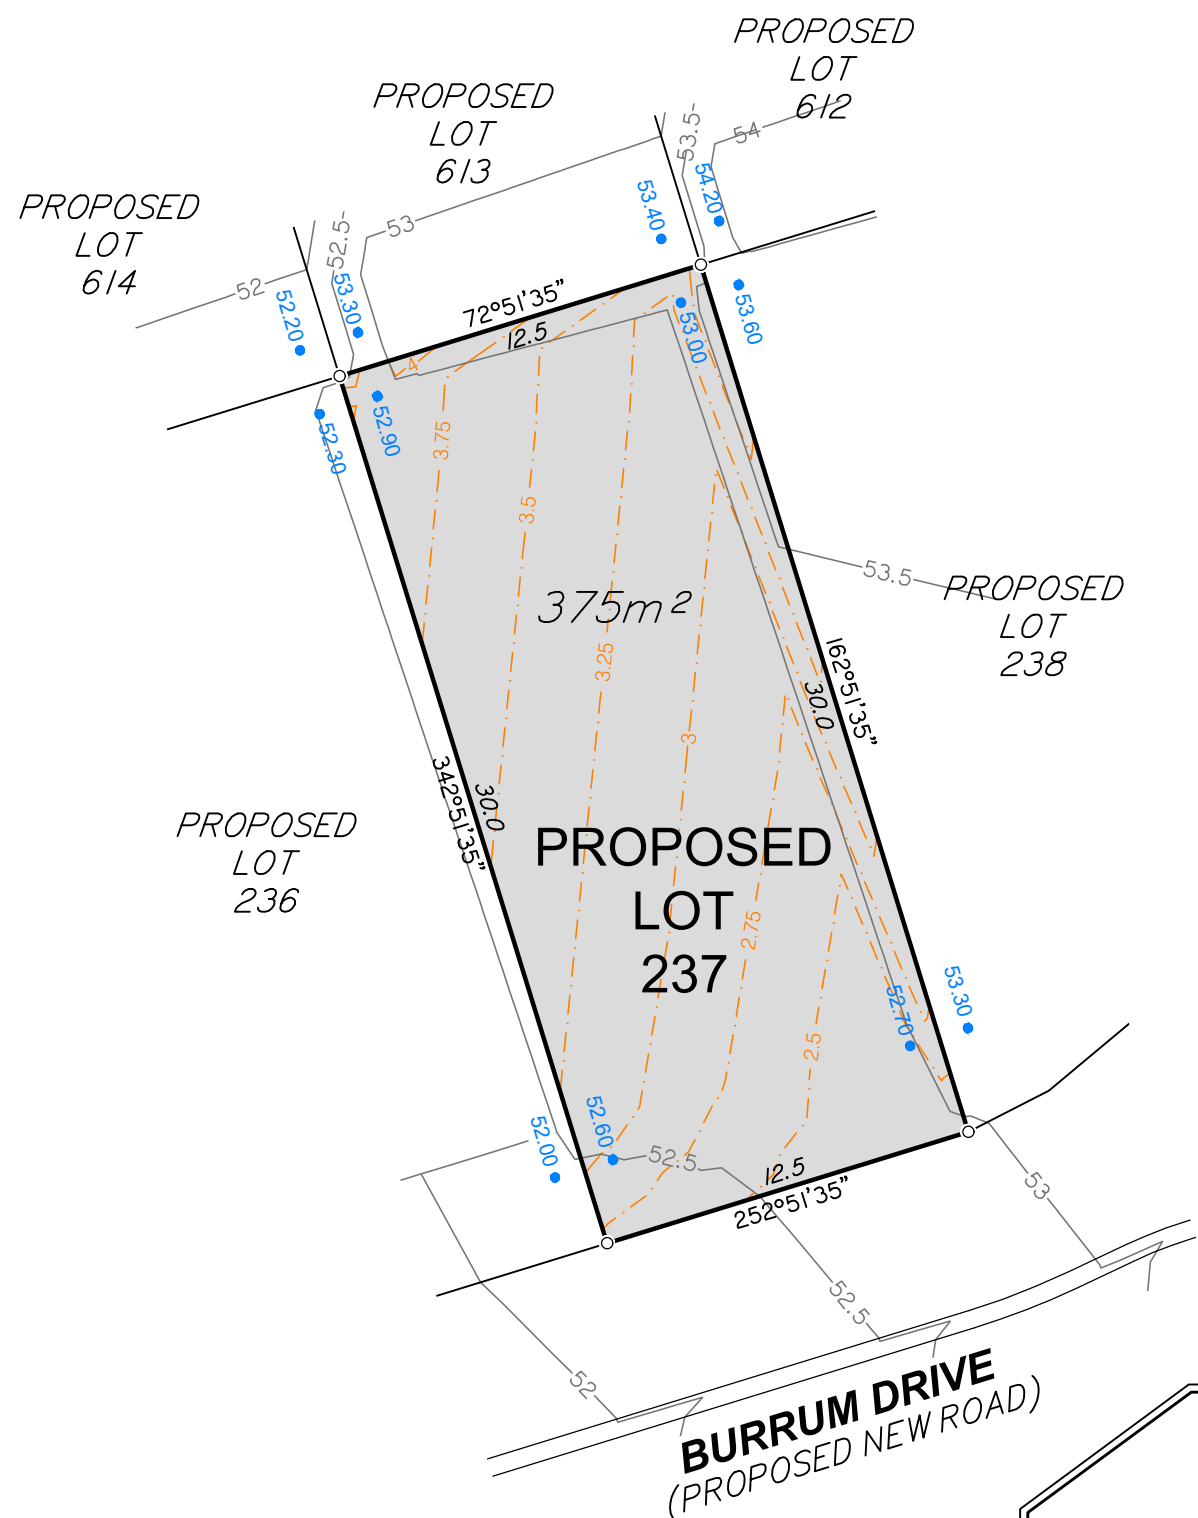 PROPOSED
LOT
612
PROPOSED
LOT
613
PROPOSED
LOT
614
53.5
54
54.20
53.40
53
52.5
52
53.30
52.20
72°51'35"
12.5
53.60
53.00
4
52.90
52.30
3.75
3.5
375m²
3.25
3
53.5
PROPOSED
LOT
238
162°51'35"
30.0
342°51'35"
30.0
PROPOSED
LOT
236
PROPOSED
LOT
237
2.75
2.5
52.70
53.30
52.60
52.00
52.5
12.5
252°51'35"
53
52.5
52
BURRUM DRIVE
(PROPOSED NEW ROAD)